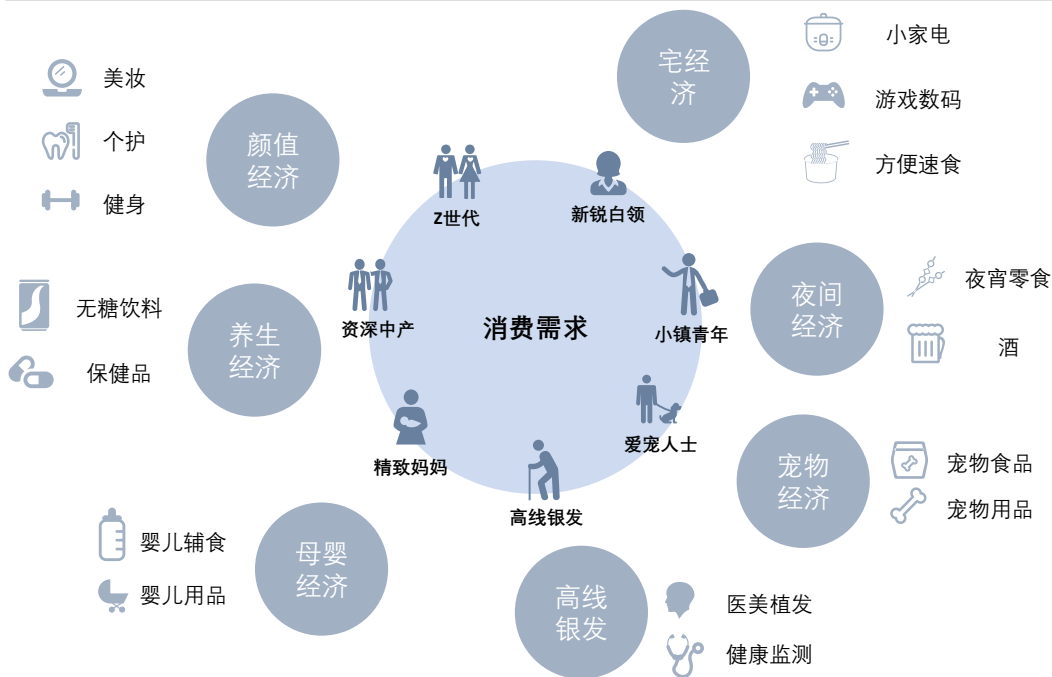 美妆
个护
健身
颜值
经济
宅经
济
小家电
游戏数码
方便速食
Z世代
新锐白领
无糖饮料
保健品
养生
经济
资深中产
消费需求
小镇青年
夜间
经济
夜宵零食
酒
精致妈妈
高线银发
爱宠人士
宠物
经济
宠物食品
宠物用品
婴儿辅食
婴儿用品
母婴
经济
高线
银发
医美植发
健康监测